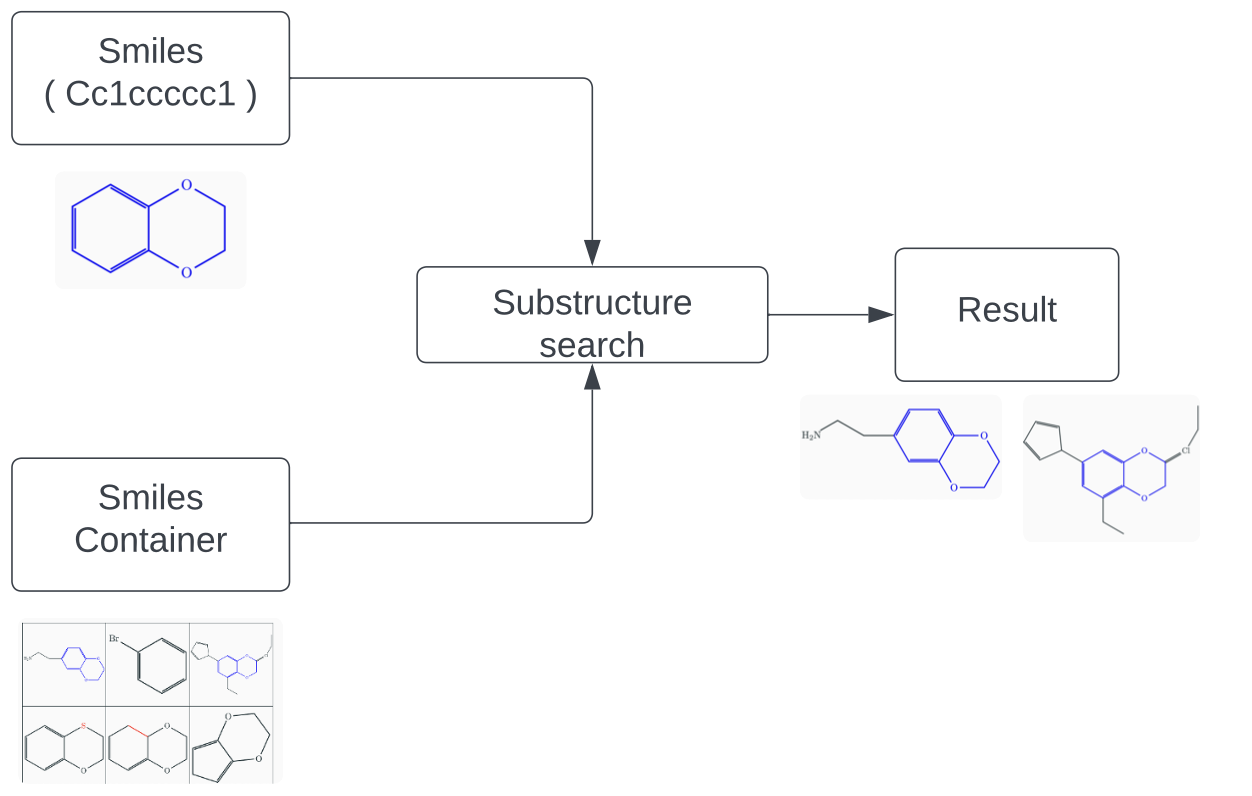 Smiles
( Cc1ccccc1 )
O
O
Substructure
search
Result
H₂N
O
O
O
Cl
O
Smiles
Container
Br
S
O
O
O
O
O